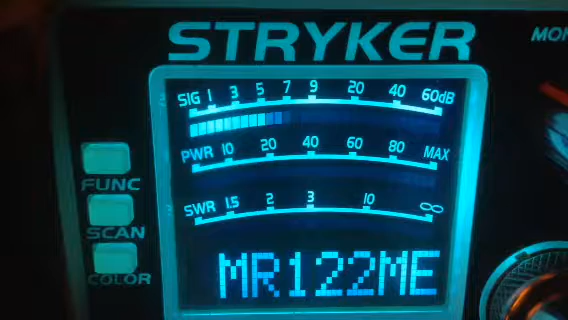 STRYKER
MON
SIG 1 3 5 7 9 20 40 60dB
PWR 10 20 40 60 80 MAX
FUNC
SWR 1.5 2 3 10 ∞
SCAN
COLOR
MR122ME